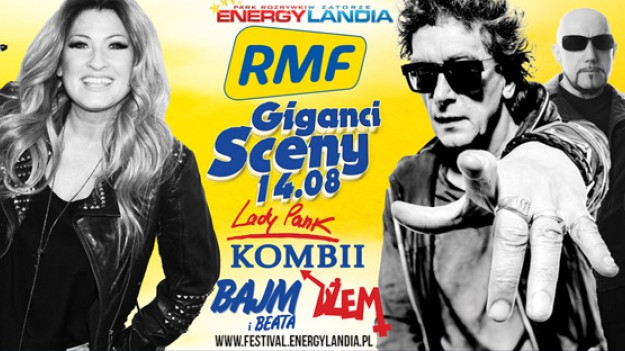 PARK ROZRYWKI W ZATORZE
ENERGYLANDIA
RMF
Giganci
Sceny
14.08
Lady Pank
KOMBII
BAJM DŻEM
i BEATA
WWW.FESTIVAL.ENERGYLANDIA.PL